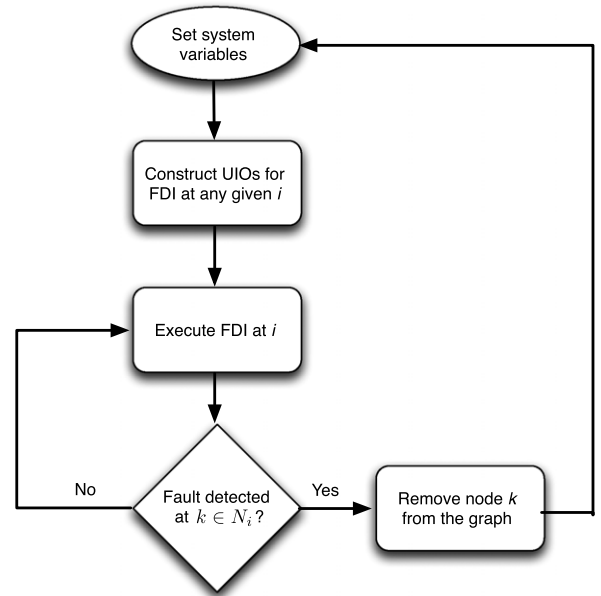 Set system
variables
Construct UIOs for
FDI at any given i
Execute FDI at i
No
Fault detected
at k ∈ Nᵢ?
Yes
Remove node k
from the graph